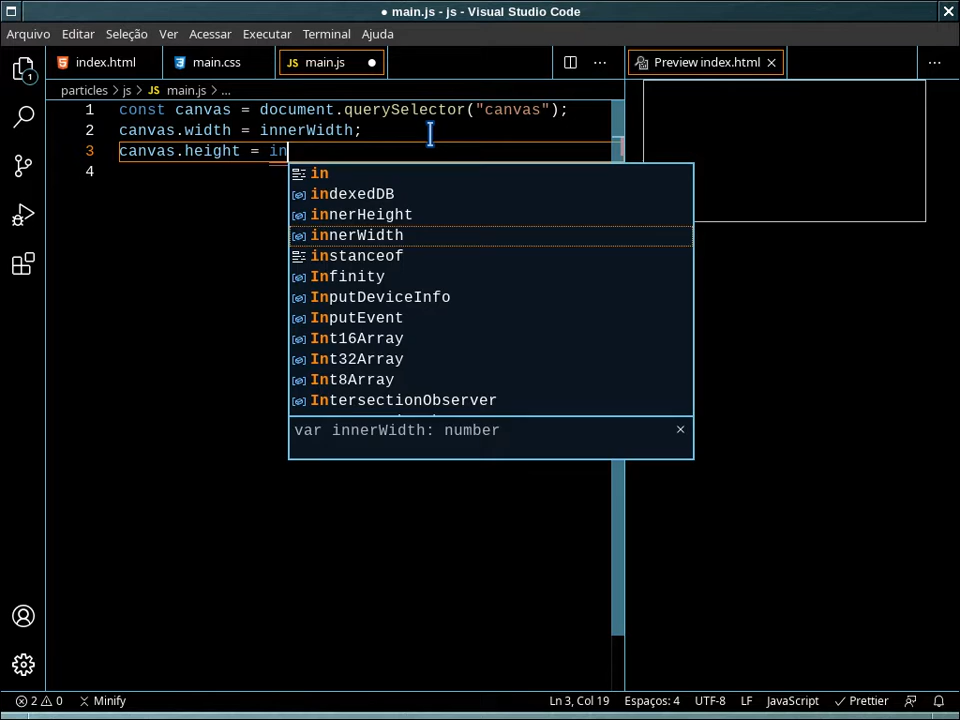 ● main.js - js - Visual Studio Code
Arquivo Editar Seleção Ver Acessar Executar Terminal Ajuda
index.html main.css JS main.js ● Preview index.html
particles › js › JS main.js › ...
1 const canvas = document.querySelector("canvas");
2 canvas.width = innerWidth;
3 canvas.height = in
4
in
indexedDB
innerHeight
innerWidth
instanceof
Infinity
InputDeviceInfo
InputEvent
Int16Array
Int32Array
Int8Array
IntersectionObserver
var innerWidth: number
1
2 0 Minify Ln 3, Col 19 Espaços: 4 UTF-8 LF JavaScript Prettier